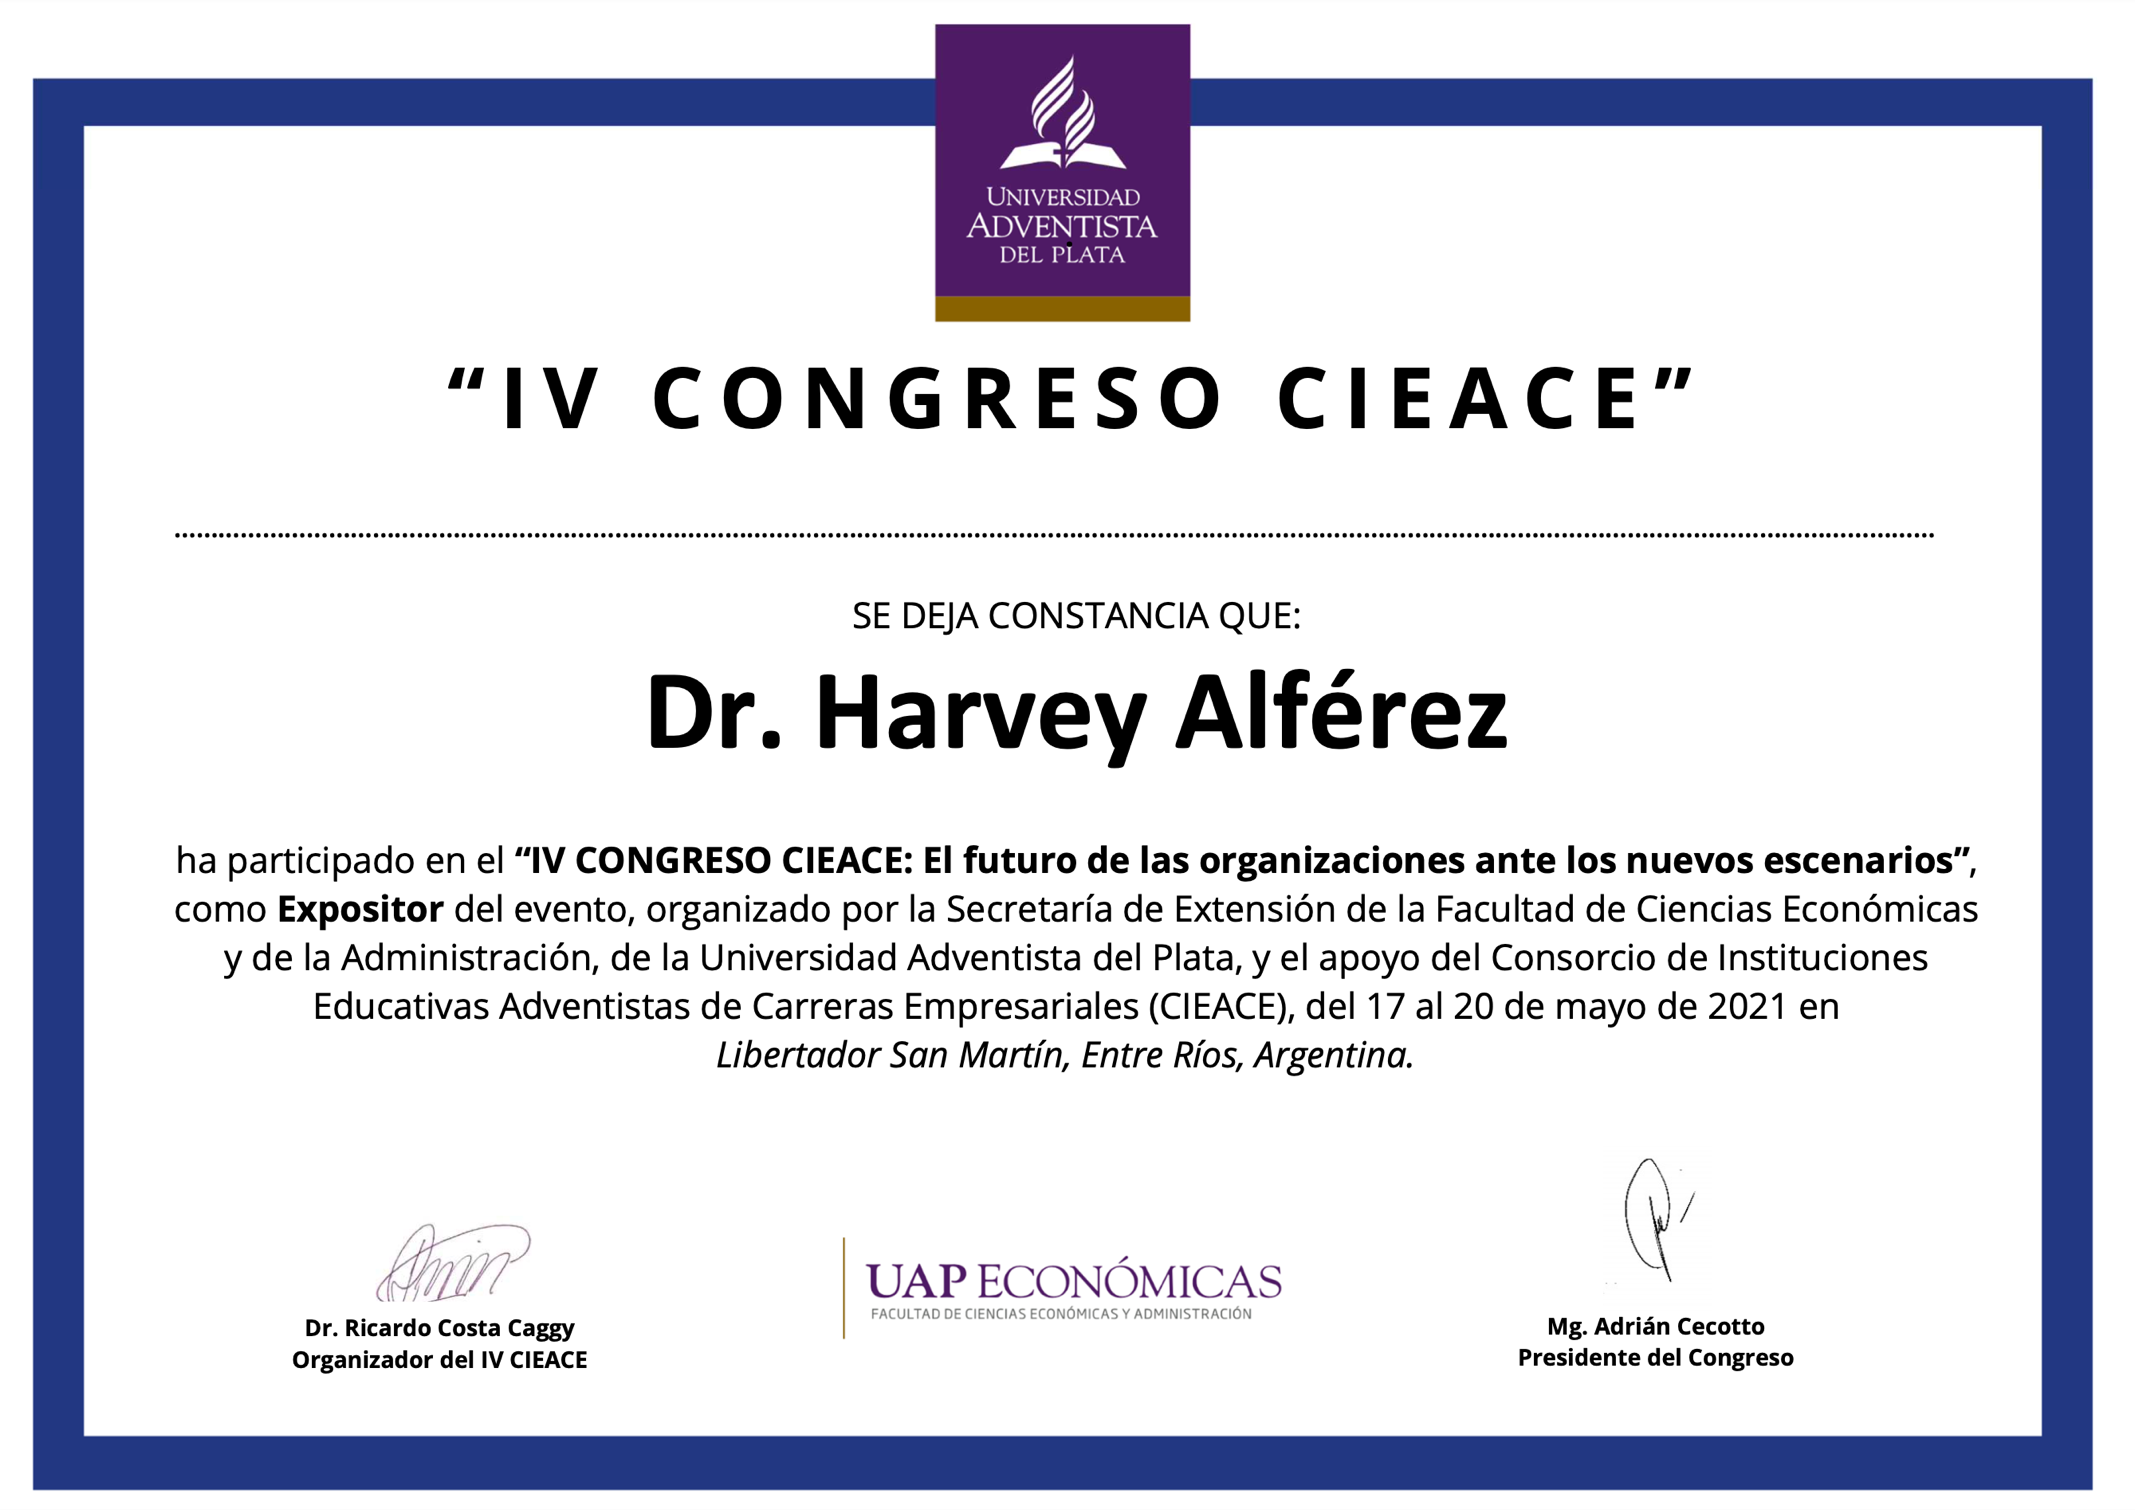 UNIVERSIDAD
ADVENTISTA
DEL PLATA
“IV CONGRESO CIEACE”
SE DEJA CONSTANCIA QUE:
Dr. Harvey Alférez
ha participado en el “IV CONGRESO CIEACE: El futuro de las organizaciones ante los nuevos escenarios”,
como Expositor del evento, organizado por la Secretaría de Extensión de la Facultad de Ciencias Económicas
y de la Administración, de la Universidad Adventista del Plata, y el apoyo del Consorcio de Instituciones
Educativas Adventistas de Carreras Empresariales (CIEACE), del 17 al 20 de mayo de 2021 en
Libertador San Martín, Entre Ríos, Argentina.
Dr. Ricardo Costa Caggy
Organizador del IV CIEACE
UAP ECONÓMICAS
FACULTAD DE CIENCIAS ECONÓMICAS Y ADMINISTRACIÓN
Mg. Adrián Cecotto
Presidente del Congreso